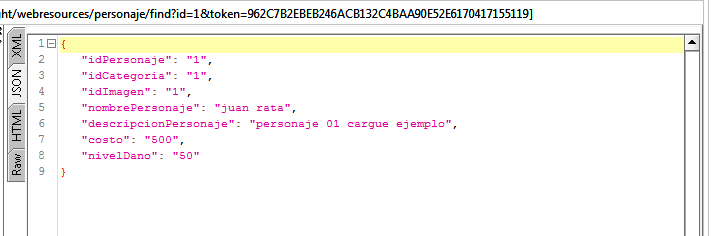 ght/webresources/personaje/find?id=1&token=962C7B2EBEB246ACB132C4BAA90E52E6170417155119]
XML
JSON
HTML
Raw
1 {
2 "idPersonaje": "1",
3 "idCategoria": "1",
4 "idImagen": "1",
5 "nombrePersonaje": "juan rata",
6 "descripcionPersonaje": "personaje 01 cargue ejemplo",
7 "costo": "500",
8 "nivelDano": "50"
9 }